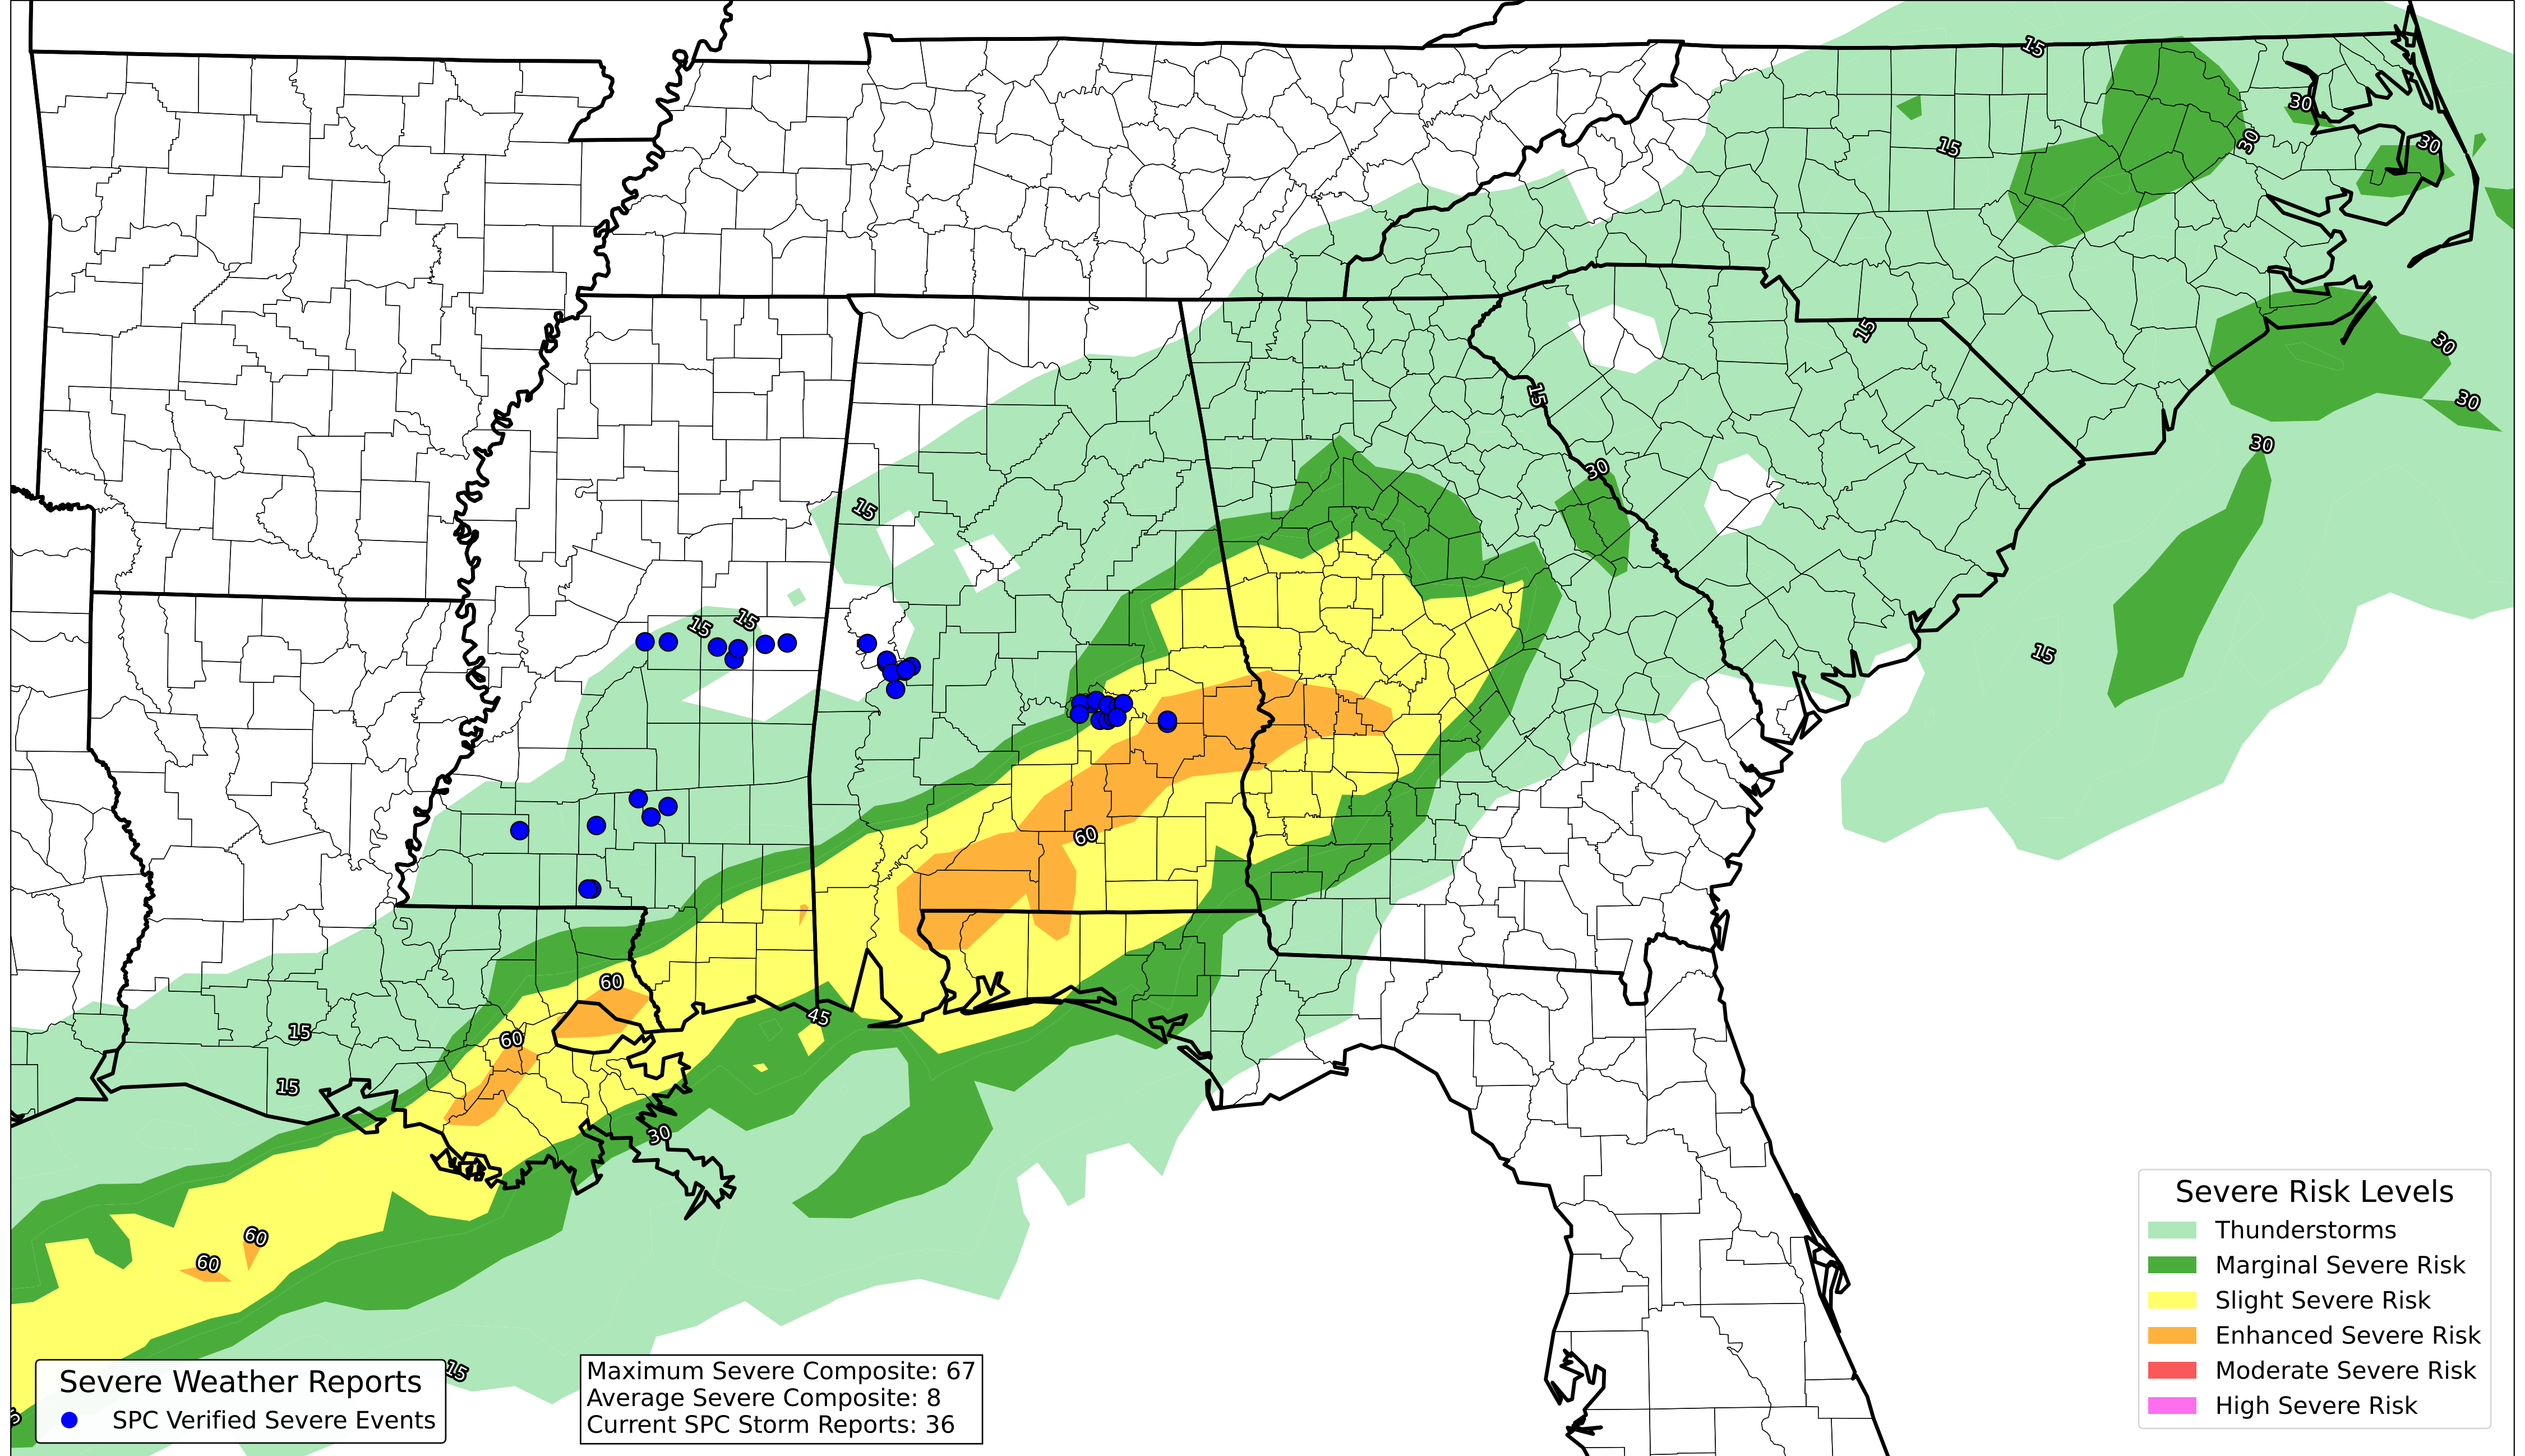 15
30
30
15
30
15
30
15
30
30
30
15
15
15
15
60
60
60
45
15
15
30
60
60
15
Severe Weather Reports
SPC Verified Severe Events
Maximum Severe Composite: 67
Average Severe Composite: 8
Current SPC Storm Reports: 36
Severe Risk Levels
Thunderstorms
Marginal Severe Risk
Slight Severe Risk
Enhanced Severe Risk
Moderate Severe Risk
High Severe Risk